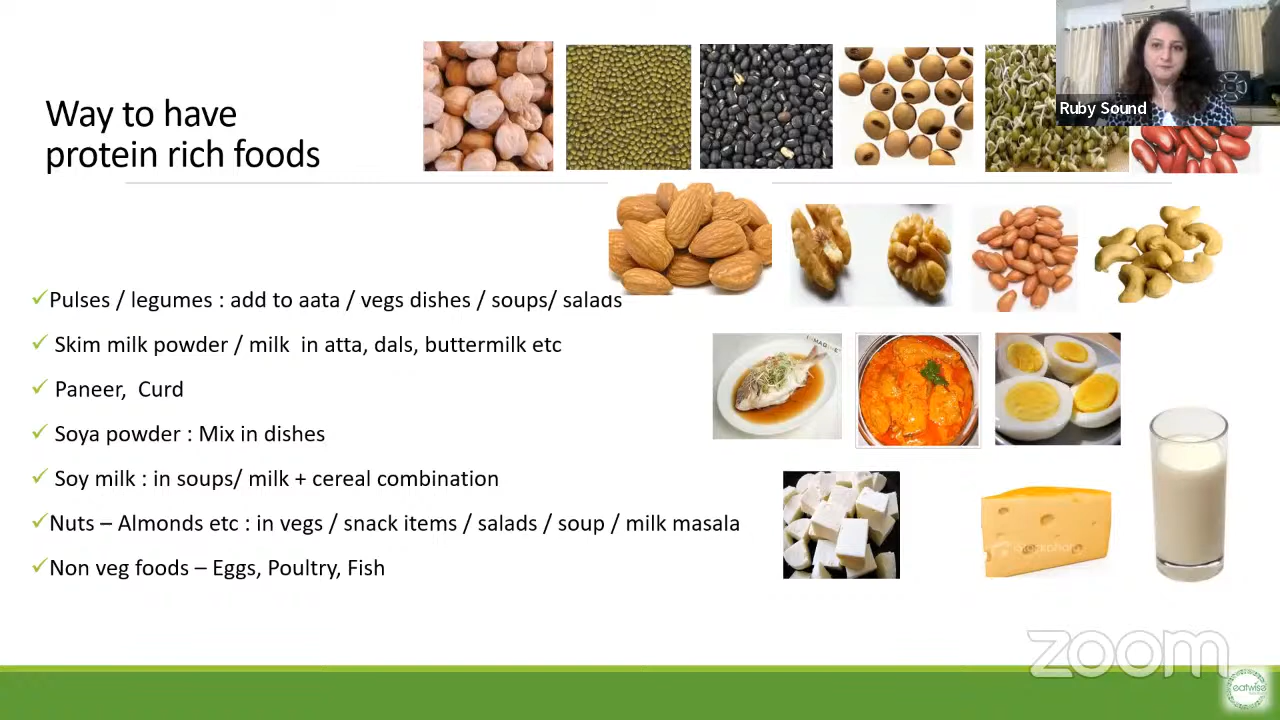 Way to have
protein rich foods
Ruby Sound
✓Pulses / legumes : add to aata / vegs dishes / soups/ salads
✓ Skim milk powder / milk in atta, dals, buttermilk etc
✓ Paneer, Curd
✓ Soya powder : Mix in dishes
✓ Soy milk : in soups/ milk + cereal combination
✓Nuts – Almonds etc : in vegs / snack items / salads / soup / milk masala
✓Non veg foods – Eggs, Poultry, Fish
zoom
eatwise